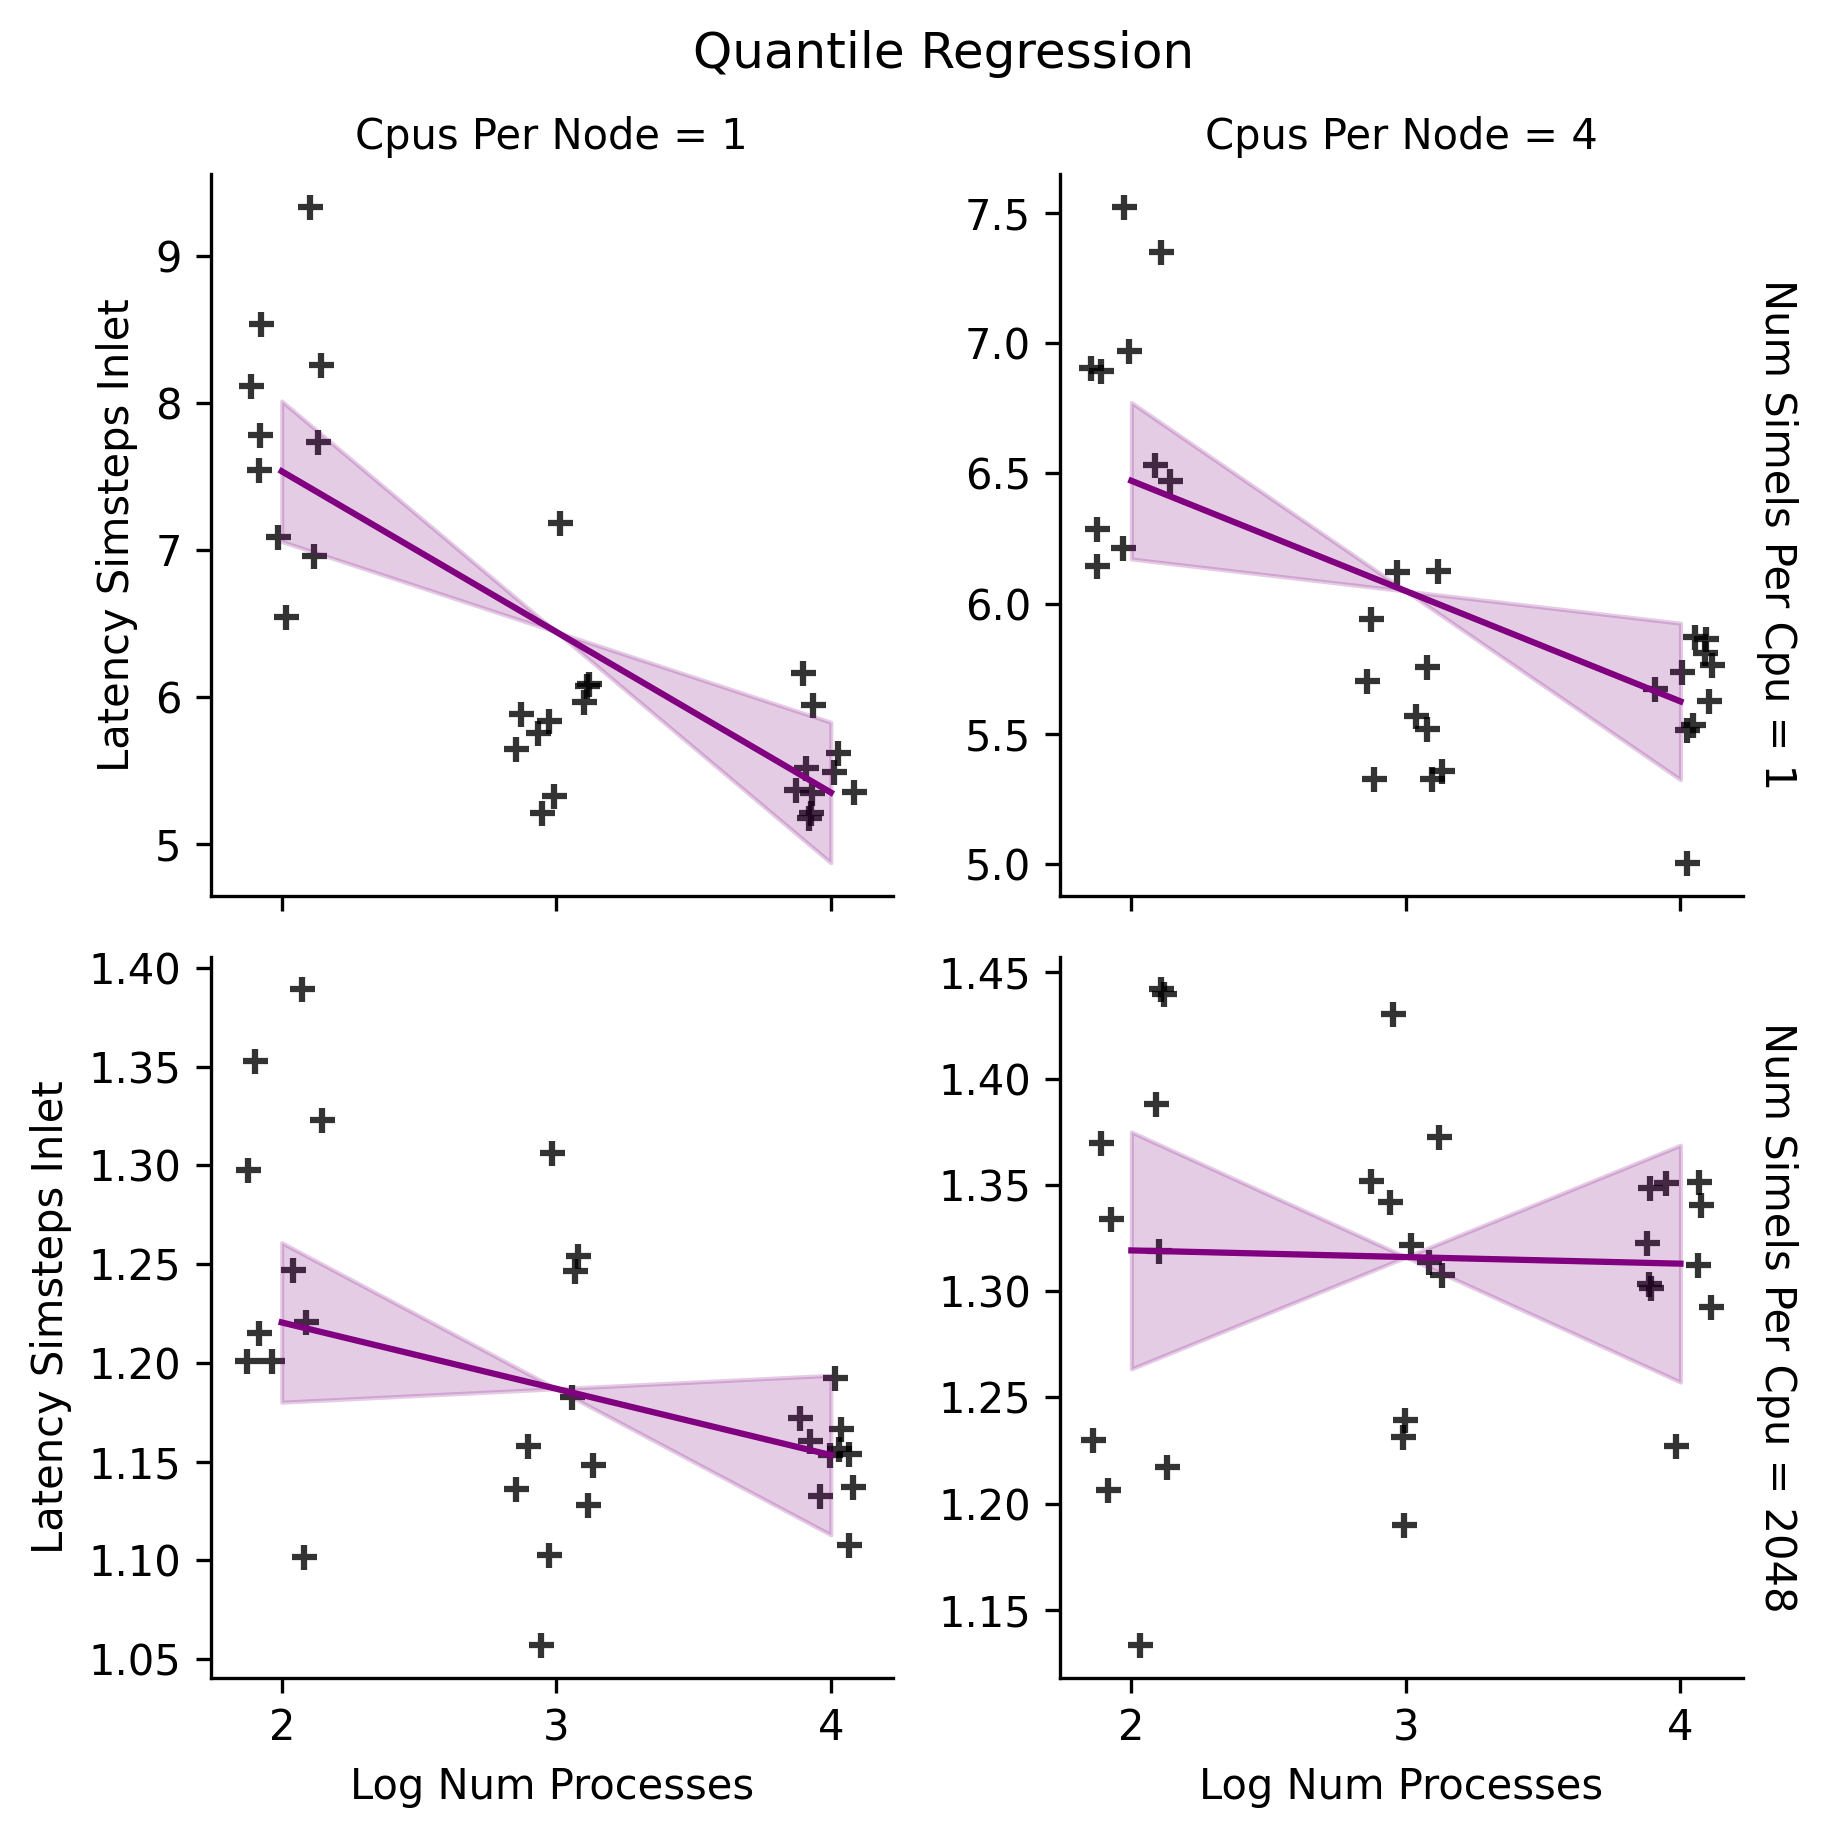 Quantile Regression
Cpus Per Node = 1
Cpus Per Node = 4
Latency Simsteps Inlet
9
8
7
6
5
7.5
7.0
6.5
6.0
5.5
5.0
Num Simels Per Cpu = 1
Latency Simsteps Inlet
1.40
1.35
1.30
1.25
1.20
1.15
1.10
1.05
2 3 4
Log Num Processes
1.45
1.40
1.35
1.30
1.25
1.20
1.15
2 3 4
Log Num Processes
Num Simels Per Cpu = 2048